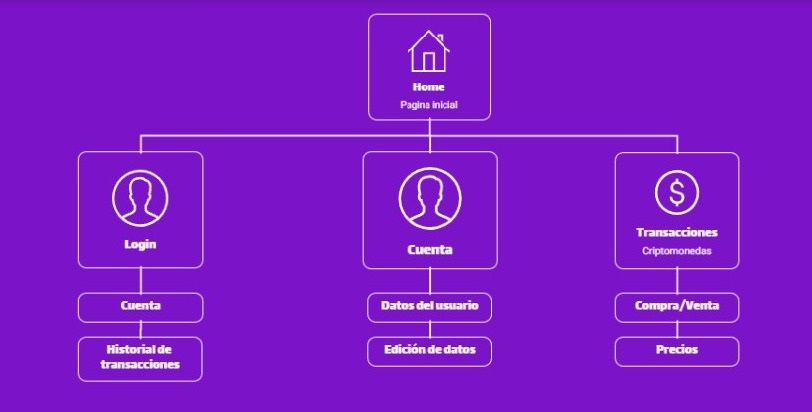 Home
Pagina inicial
Login
Cuenta
Transacciones
Criptomonedas
Cuenta
Datos del usuario
Compra/Venta
Historial de
transacciones
Edición de datos
Precios